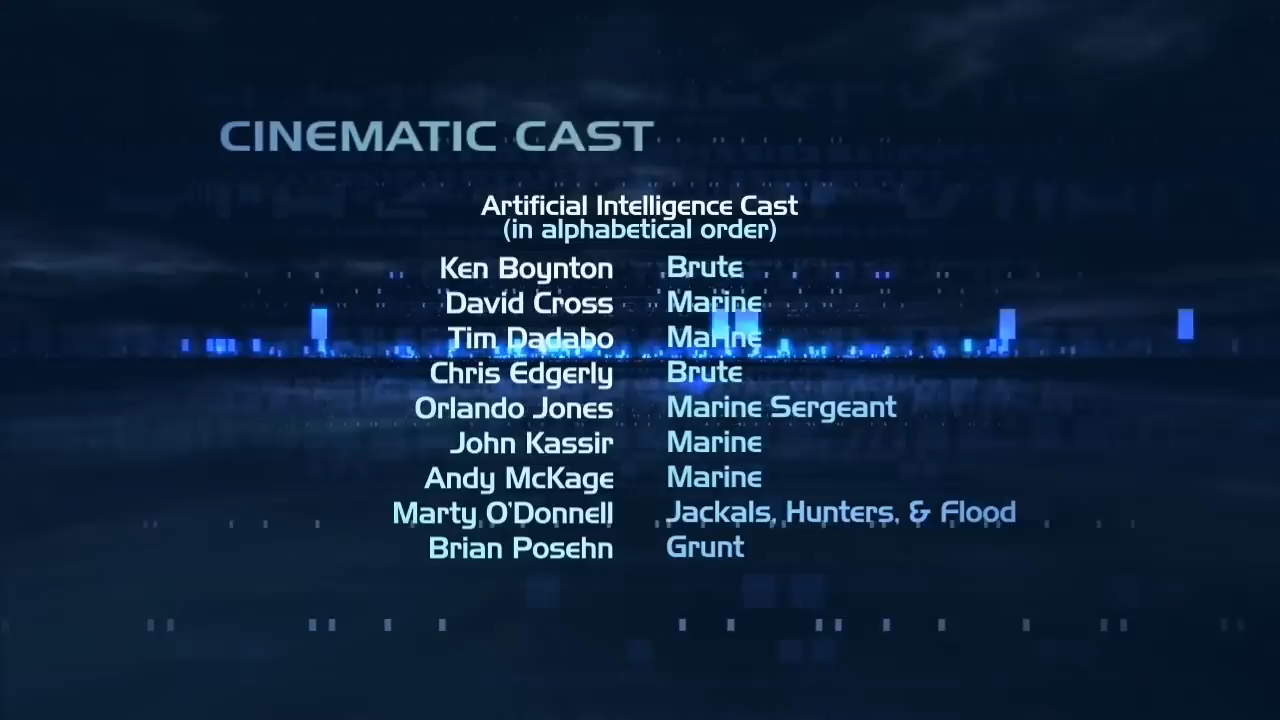 CINEMATIC CAST
Artificial Intelligence Cast
(in alphabetical order)
Ken Boynton Brute
David Cross Marine
Tim Dadabo Marine
Chris Edgerly Brute
Orlando Jones Marine Sergeant
John Kassir Marine
Andy McKage Marine
Marty O'Donnell Jackals, Hunters, & Flood
Brian Posehn Grunt